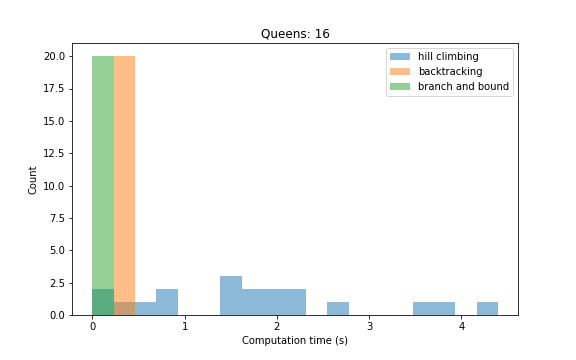 Queens: 16
hill climbing
backtracking
branch and bound
20.0
17.5
15.0
12.5
10.0
7.5
5.0
2.5
0.0
Count
0 1 2 3 4
Computation time (s)